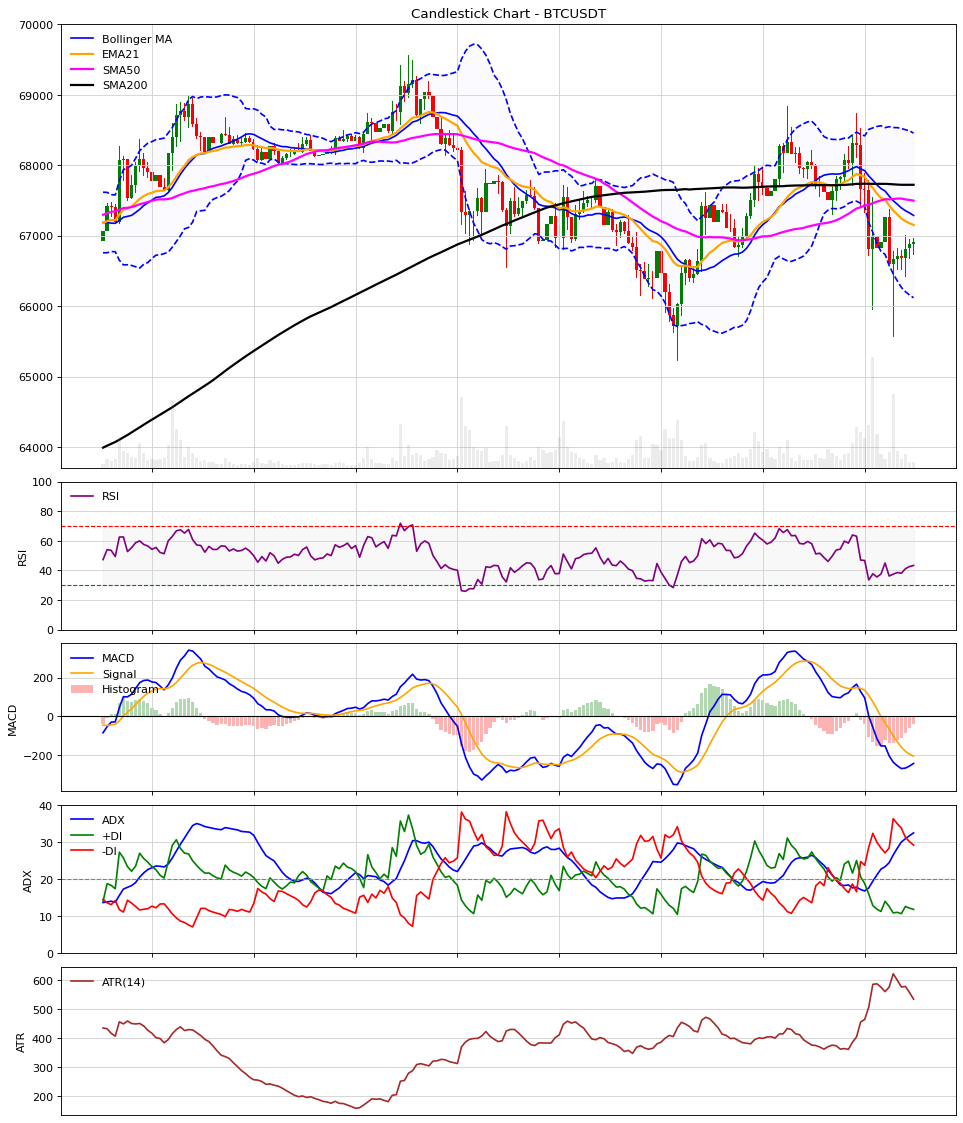 Candlestick Chart - BTCUSDT
70000
69000
68000
67000
66000
65000
64000
Bollinger MA
EMA21
SMA50
SMA200
100
80
60
40
20
0
RSI
RSI
200
0
−200
MACD
MACD
Signal
Histogram
40
30
20
10
0
ADX
ADX
+DI
-DI
600
500
400
300
200
ATR
ATR(14)